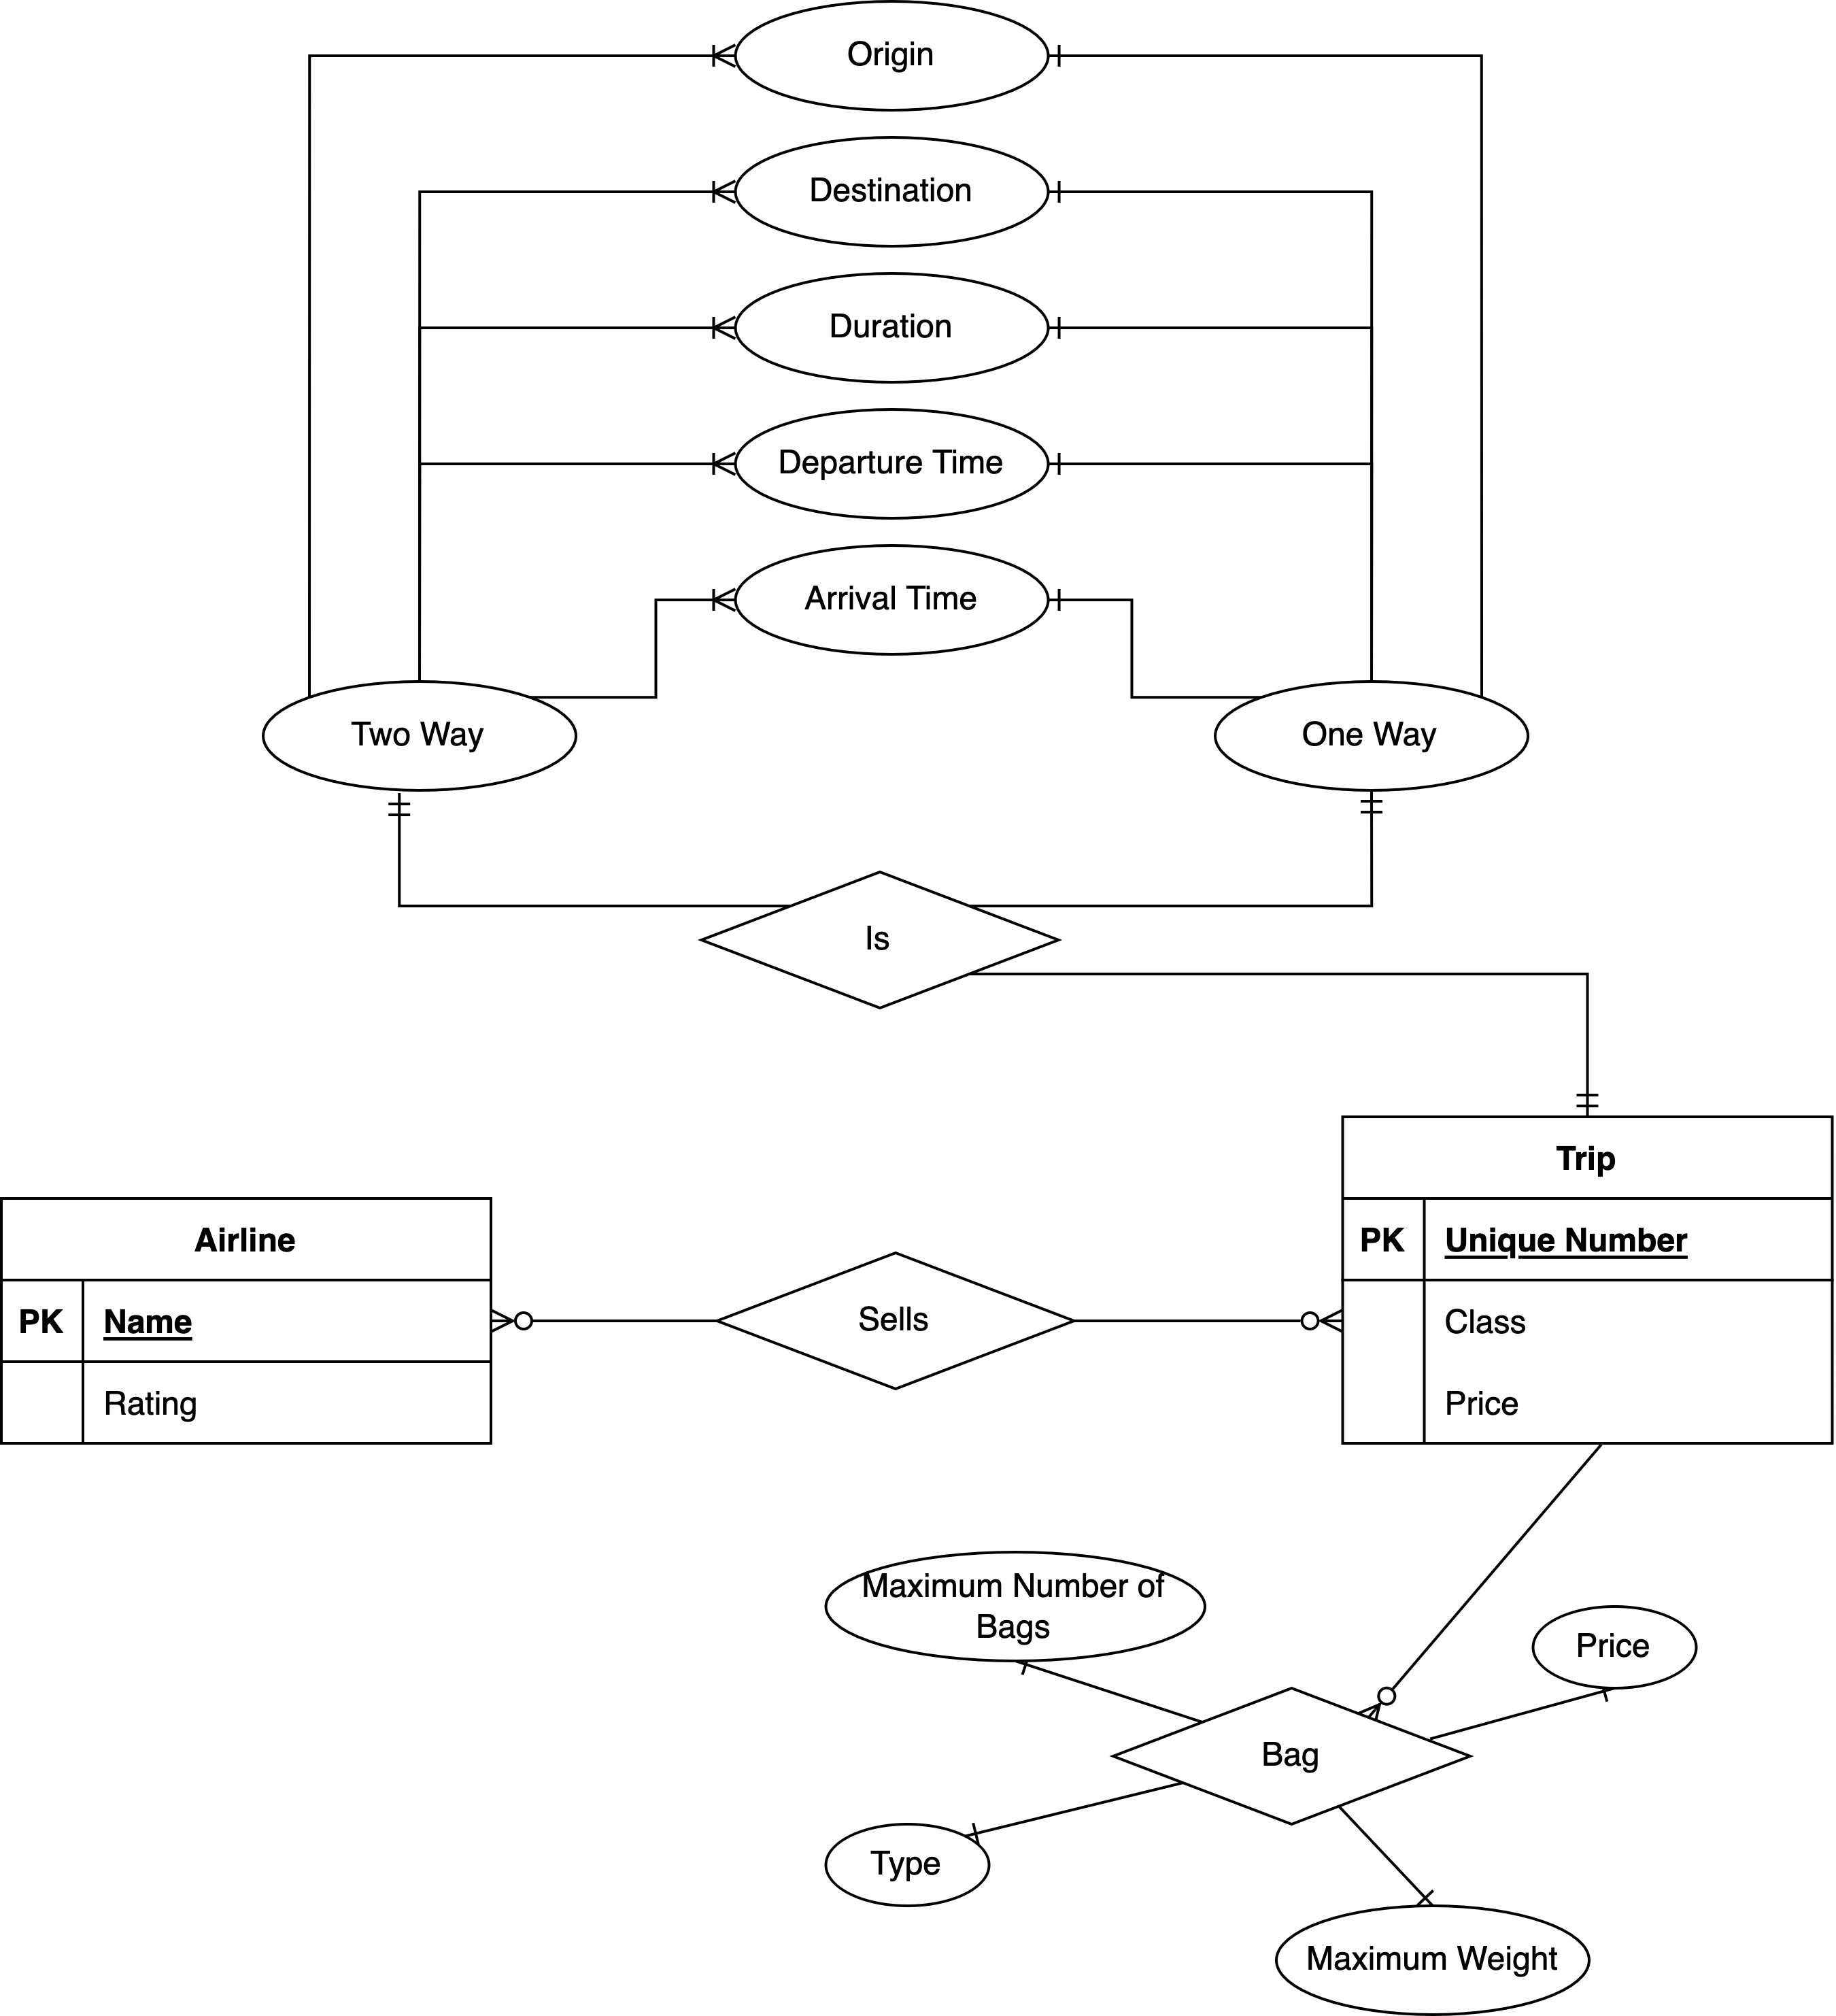 Origin
Destination
Duration
Departure Time
Arrival Time
Two Way
One Way
Is
Trip
PK
Unique Number
Class
Price
Airline
PK
Name
Rating
Sells
Maximum Number of
Bags
Price
Bag
Type
Maximum Weight